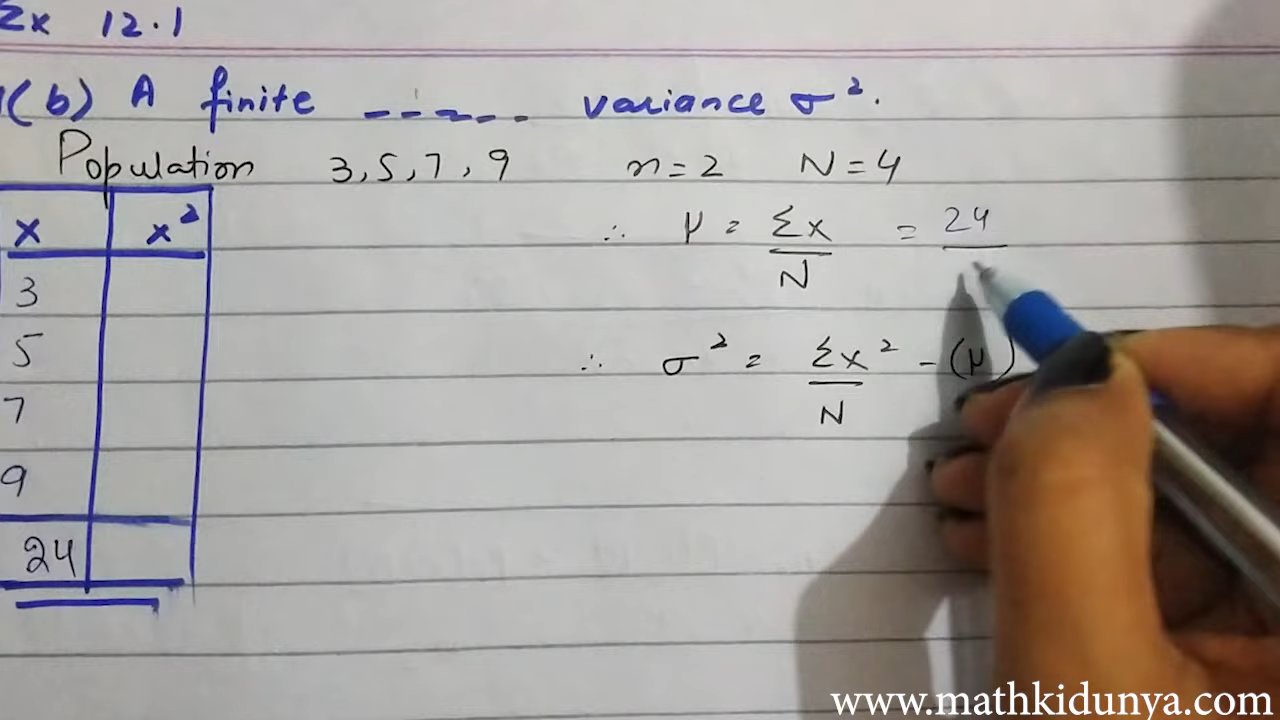 Ex 12.1
1(b) A finite ------ variance σ².
Population 3, 5, 7, 9 n = 2 N = 4
x x²
3
5
7
9
24
∴ μ = Σx/N = 24
∴ σ² = Σx²/N - (μ)
www.mathkidunya.com